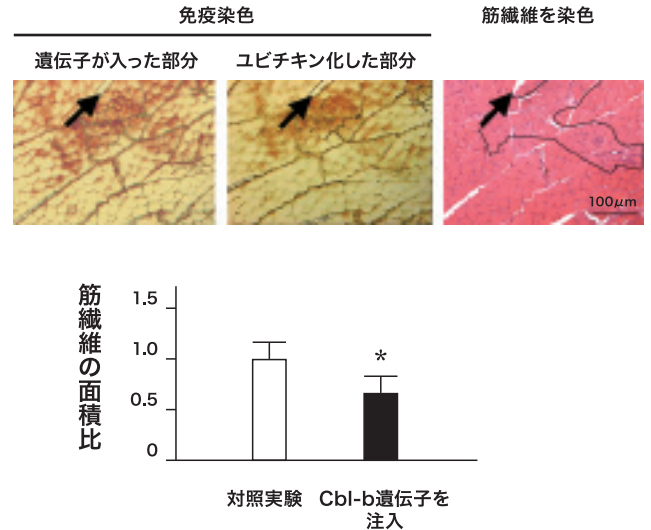 免疫染色
筋繊維を染色
遺伝子が入った部分
ユビチキン化した部分
100μm
筋繊維の面積比
1.5
1.0
0.5
0
*
対照実験
Cbl-b遺伝子を
注入